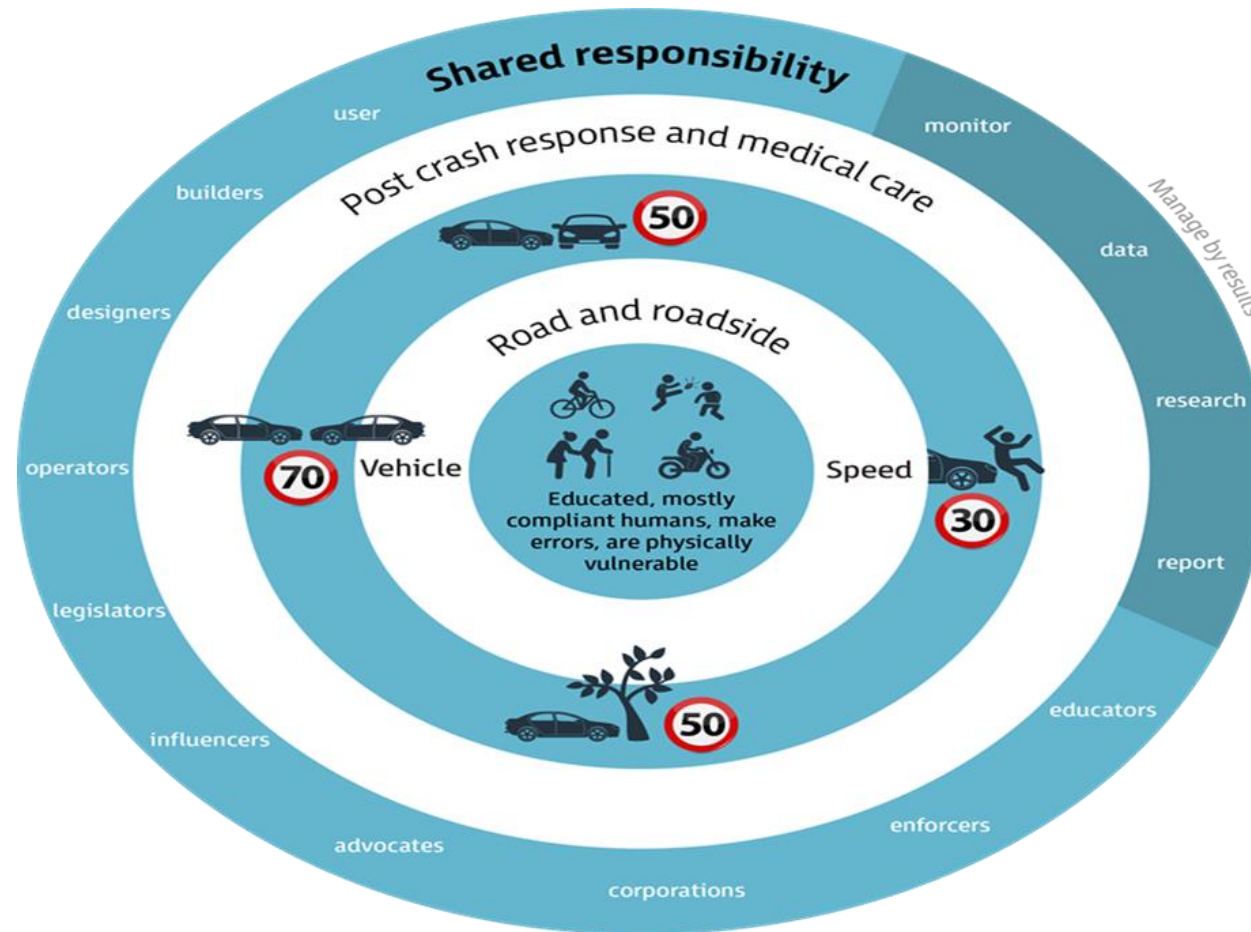 Shared responsibility
user
monitor
Post crash response and medical care
builders
Manage by results
50
data
designers
Road and roadside
research
operators
Vehicle
Speed
70
30
Educated, mostly
compliant humans, make
errors, are physically
vulnerable
report
legislators
50
educators
influencers
enforcers
advocates
corporations